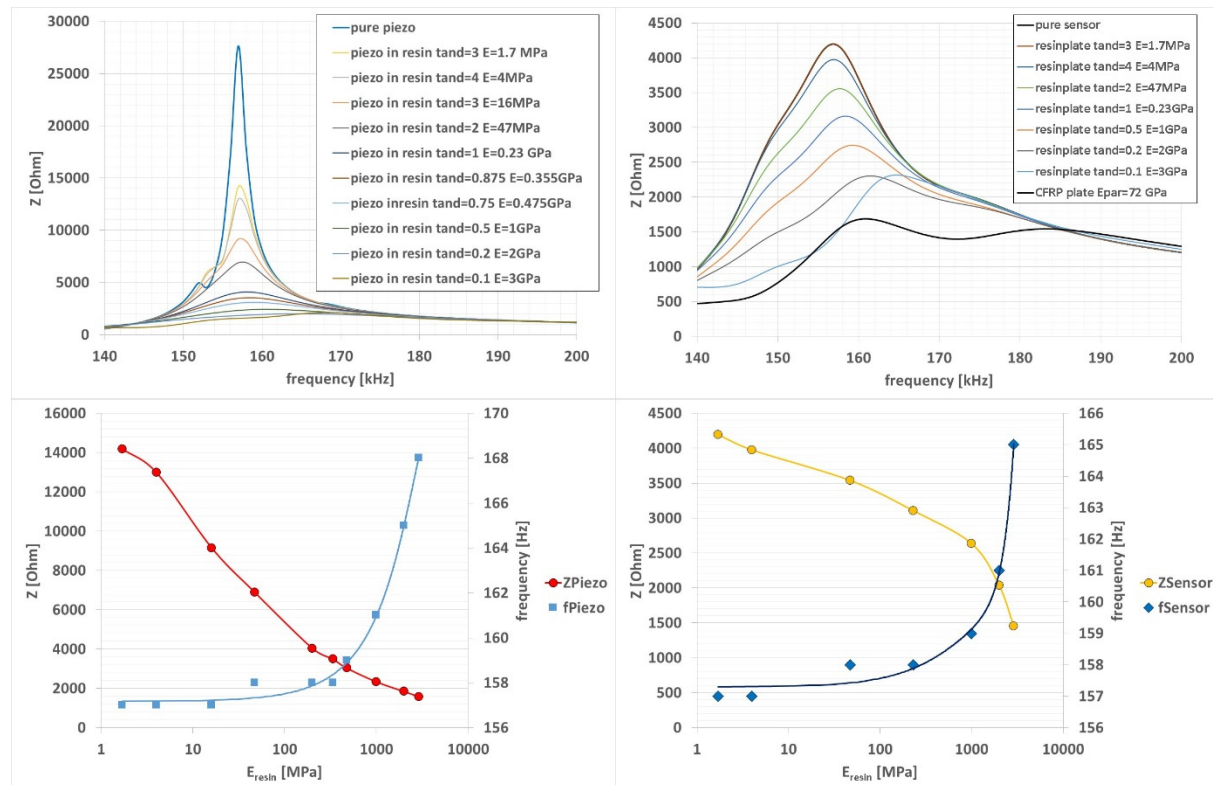 30000
25000
20000
15000
10000
5000
0
Z [Ohm]
140 150 160 170 180 190 200
frequency [kHz]
pure piezo
piezo in resin tand=3 E=1.7 MPa
piezo in resin tand=4 E=4MPa
piezo in resin tand=3 E=16MPa
piezo in resin tand=2 E=47MPa
piezo in resin tand=1 E=0.23 GPa
piezo in resin tand=0.875 E=0.355GPa
piezo inresin tand=0.75 E=0.475GPa
piezo in resin tand=0.5 E=1GPa
piezo in resin tand=0.2 E=2GPa
piezo in resin tand=0.1 E=3GPa
4500
4000
3500
3000
2500
2000
1500
1000
500
0
Z [Ohm]
140 150 160 170 180 190 200
frequency [kHz]
pure sensor
resinplate tand=3 E=1.7MPa
resinplate tand=4 E=4MPa
resinplate tand=2 E=47MPa
resinplate tand=1 E=0.23GPa
resinplate tand=0.5 E=1GPa
resinplate tand=0.2 E=2GPa
resinplate tand=0.1 E=3GPa
CFRP plate Epar=72 GPa
16000
14000
12000
10000
8000
6000
4000
2000
0
Z [Ohm]
170
168
166
164
162
160
158
156
frequency [Hz]
1 10 100 1000 10000
E resin [MPa]
ZPiezo
fPiezo
4500
4000
3500
3000
2500
2000
1500
1000
500
0
Z [Ohm]
166
165
164
163
162
161
160
159
158
157
156
frequency [Hz]
1 10 100 1000 10000
E resin [MPa]
ZSensor
fSensor